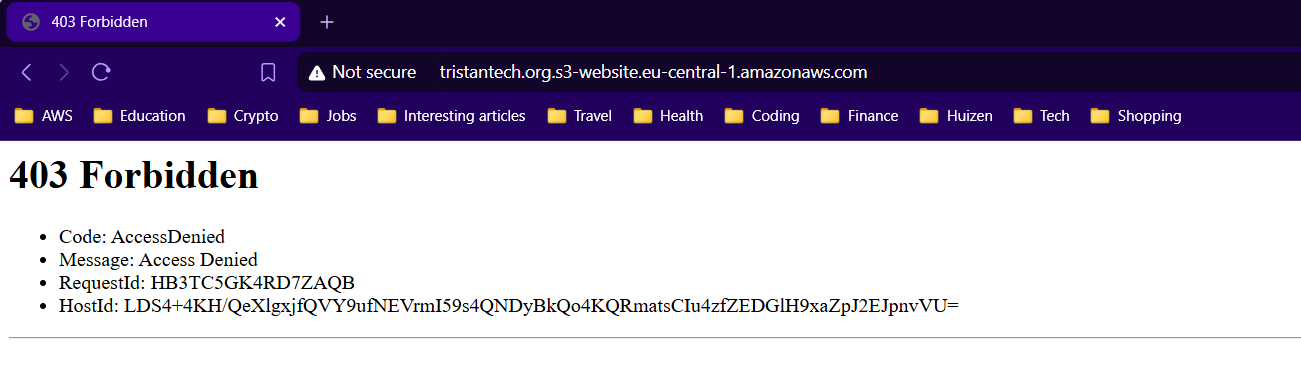 403 Forbidden
Not secure tristantech.org.s3-website.eu-central-1.amazonaws.com
AWS Education Crypto Jobs Interesting articles Travel Health Coding Finance Huizen Tech Shopping
403 Forbidden
• Code: AccessDenied
• Message: Access Denied
• RequestId: HB3TC5GK4RD7ZAQB
• HostId: LDS4+4KH/QeXlgxjfQVY9ufNEVrmI59s4QNDyBkQo4KQRmatsCIu4zfZEDGlH9xaZpJ2EJpnvVU=